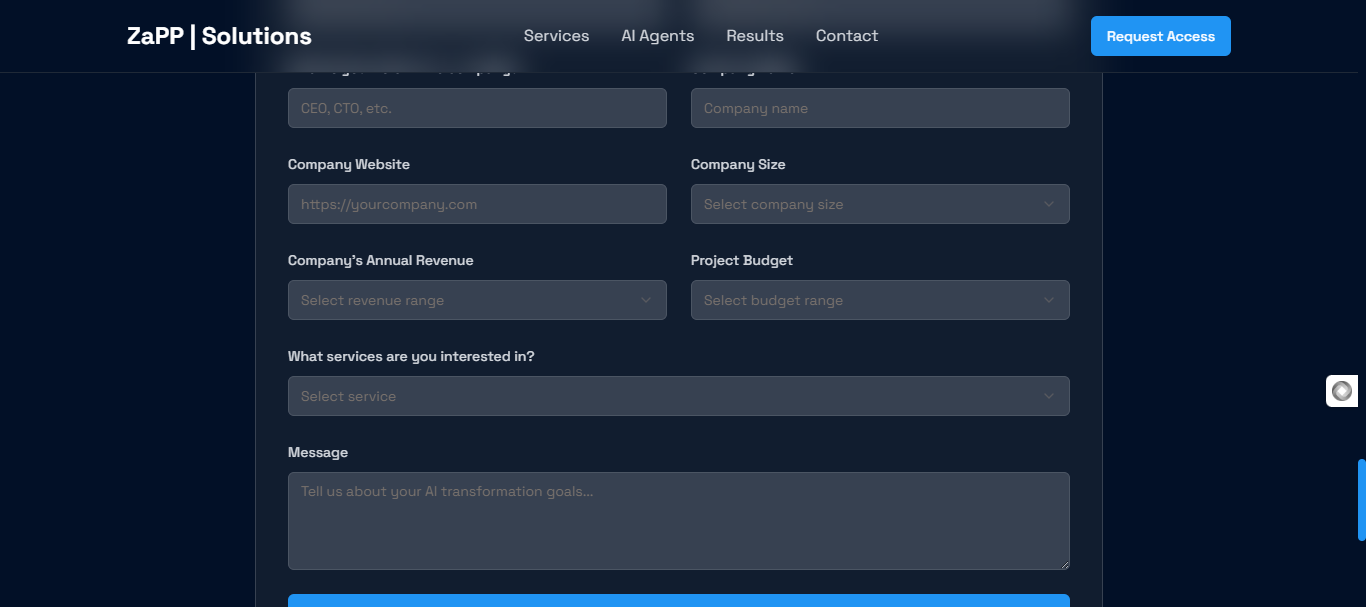 ZaPP | Solutions
Services
AI Agents
Results
Contact
Request Access
CEO, CTO, etc.
Company name
Company Website
Company Size
https://yourcompany.com
Select company size
Company's Annual Revenue
Project Budget
Select revenue range
Select budget range
What services are you interested in?
Select service
Message
Tell us about your AI transformation goals...